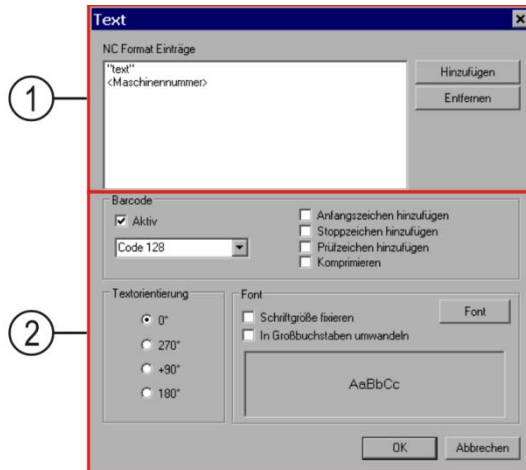 Text
NC Format Einträge
"text"
<Maschinennummer>
Hinzufügen
Entfernen
1
Barcode
Aktiv
Code 128
Anfangszeichen hinzufügen
Stoppzeichen hinzufügen
Prüfzeichen hinzufügen
Komprimieren
2
Textorientierung
0°
270°
+90°
180°
Font
Schriftgröße fixieren
In Großbuchstaben umwandeln
Font
AaBbCc
OK
Abbrechen